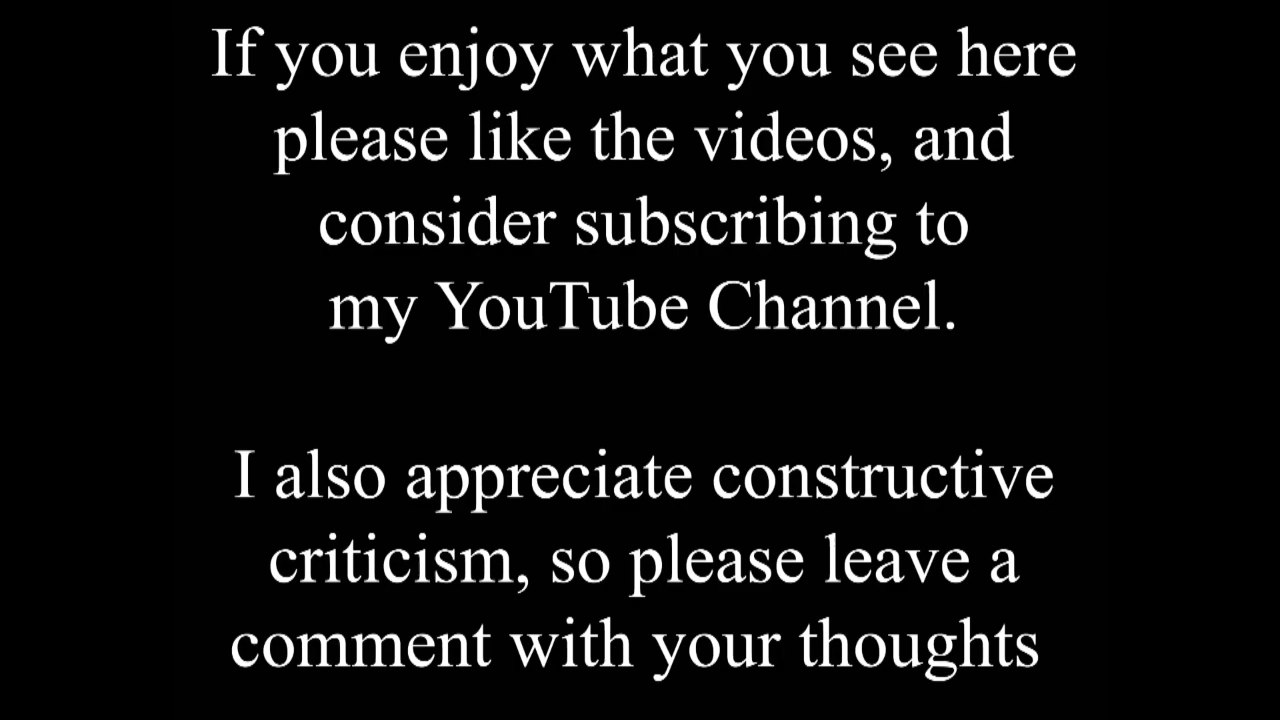 If you enjoy what you see here
please like the videos, and
consider subscribing to
my YouTube Channel.
I also appreciate constructive
criticism, so please leave a
comment with your thoughts